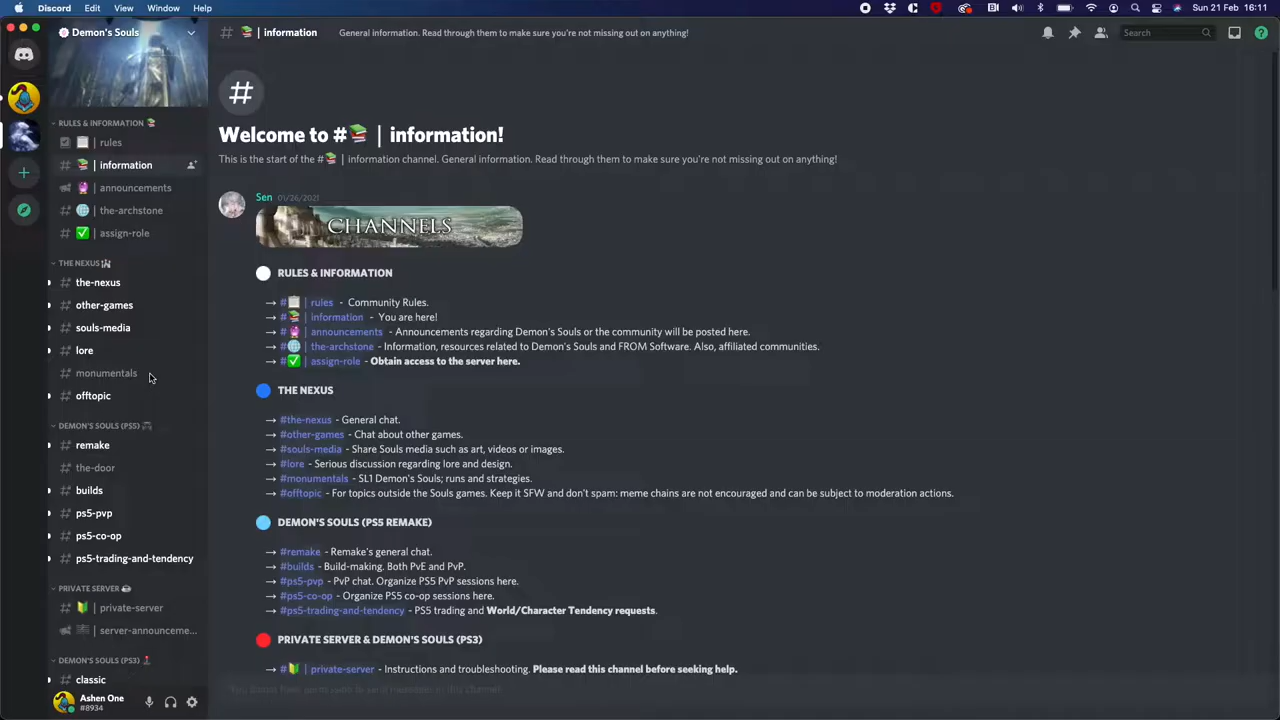 Discord Edit View Window Help
Sun 21 Feb 16:11
Demon's Souls
# | information General information. Read through them to make sure you're not missing out on anything!
Search
RULES & INFORMATION
| rules
# | information
| announcements
# | the-archstone
# | assign-role
THE NEXUS
# the-nexus
# other-games
# souls-media
# lore
# monumentals
# offtopic
DEMON'S SOULS (PS5)
# remake
# the-door
# builds
# ps5-pvp
# ps5-co-op
# ps5-trading-and-tendency
PRIVATE SERVER
# | private-server
| server-announceme...
DEMON'S SOULS (PS3)
# classic
Ashen One
#8934
#
Welcome to # | information!
This is the start of the # | information channel. General information. Read through them to make sure you're not missing out on anything!
Sen 01/26/2021
CHANNELS
RULES & INFORMATION
→ # | rules - Community Rules.
→ # | information - You are here!
→ # | announcements - Announcements regarding Demon's Souls or the community will be posted here.
→ # | the-archstone - Information, resources related to Demon's Souls and FROM Software. Also, affiliated communities.
→ # | assign-role - Obtain access to the server here.
THE NEXUS
→ #the-nexus - General chat.
→ #other-games - Chat about other games.
→ #souls-media - Share Souls media such as art, videos or images.
→ #lore - Serious discussion regarding lore and design.
→ #monumentals - SL1 Demon's Souls; runs and strategies.
→ #offtopic - For topics outside the Souls games. Keep it SFW and don't spam: meme chains are not encouraged and can be subject to moderation actions.
DEMON'S SOULS (PS5 REMAKE)
→ #remake - Remake's general chat.
→ #builds - Build-making. Both PvE and PvP.
→ #ps5-pvp - PvP chat. Organize PS5 PvP sessions here.
→ #ps5-co-op - Organize PS5 co-op sessions here.
→ #ps5-trading-and-tendency - PS5 trading and World/Character Tendency requests.
PRIVATE SERVER & DEMON'S SOULS (PS3)
→ # | private-server - Instructions and troubleshooting. Please read this channel before seeking help.
You do not have permission to send messages in this channel.